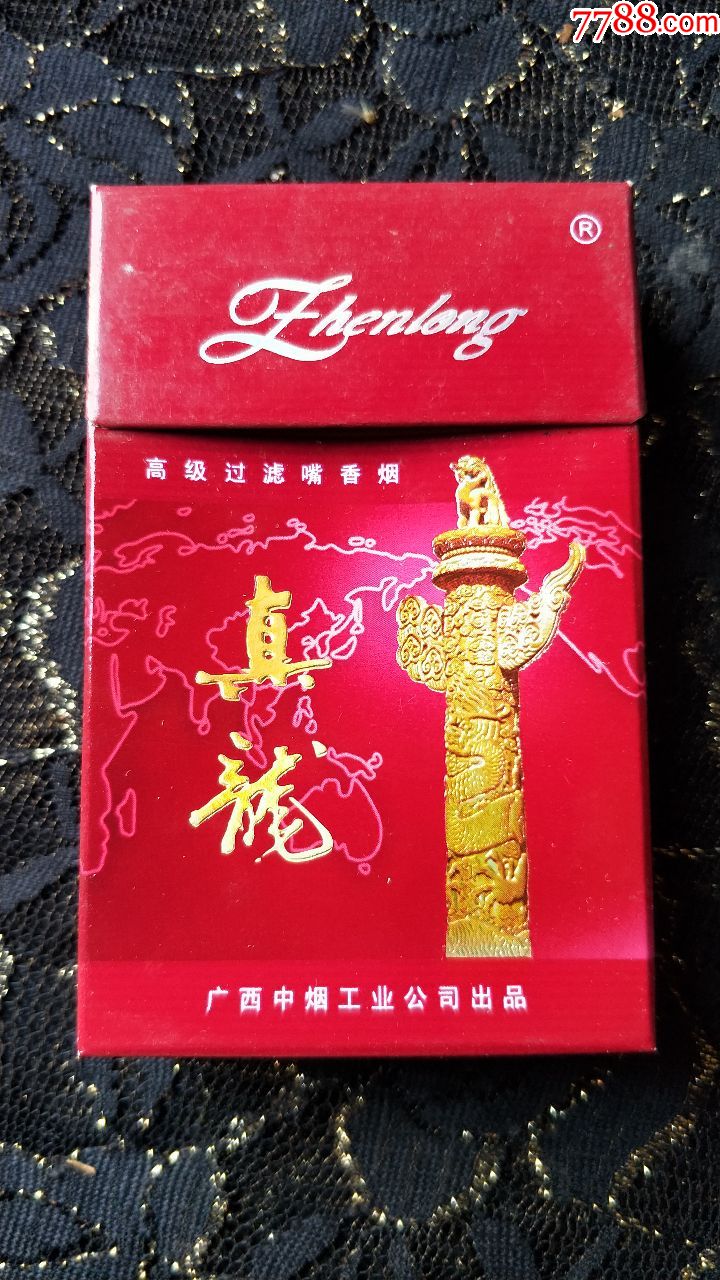 7788.com
®
Zhenlong
高级过滤嘴香烟
真
龙
广西中烟工业公司出品